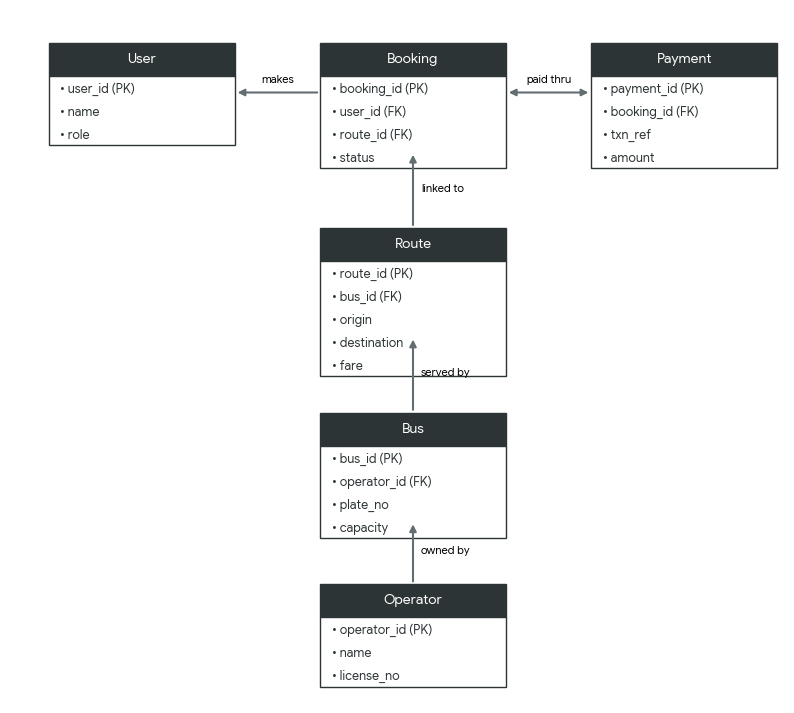 User
• user_id (PK)
• name
• role
makes
Booking
• booking_id (PK)
• user_id (FK)
• route_id (FK)
• status
paid thru
Payment
• payment_id (PK)
• booking_id (FK)
• txn_ref
• amount
linked to
Route
• route_id (PK)
• bus_id (FK)
• origin
• destination
• fare
served by
Bus
• bus_id (PK)
• operator_id (FK)
• plate_no
• capacity
owned by
Operator
• operator_id (PK)
• name
• license_no